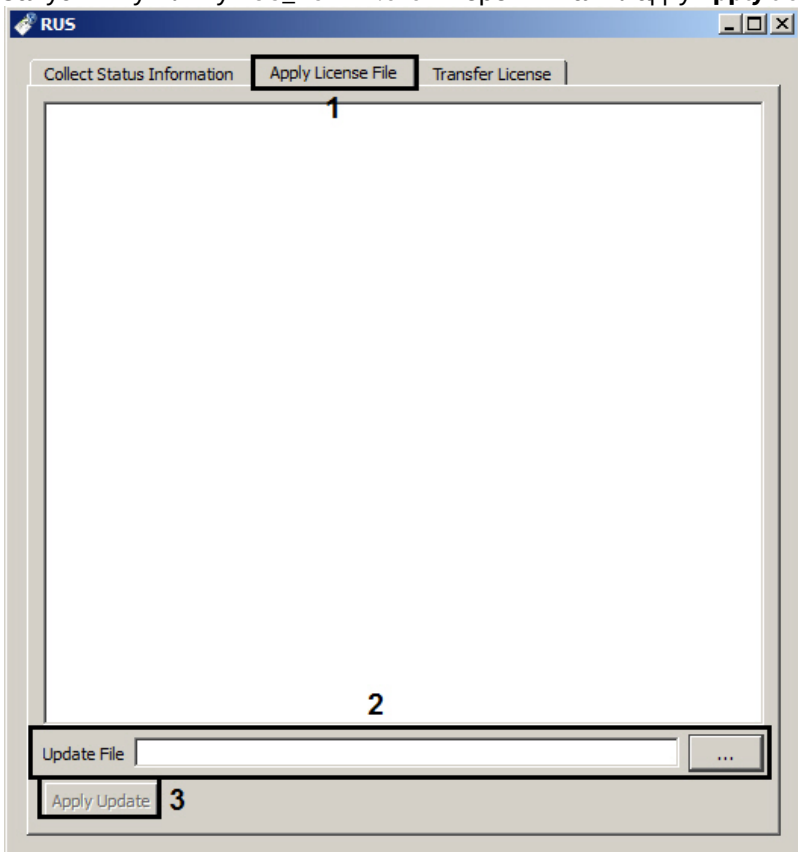 RUS
Collect Status Information Apply License File Transfer License
1
2
Update File ...
Apply Update 3